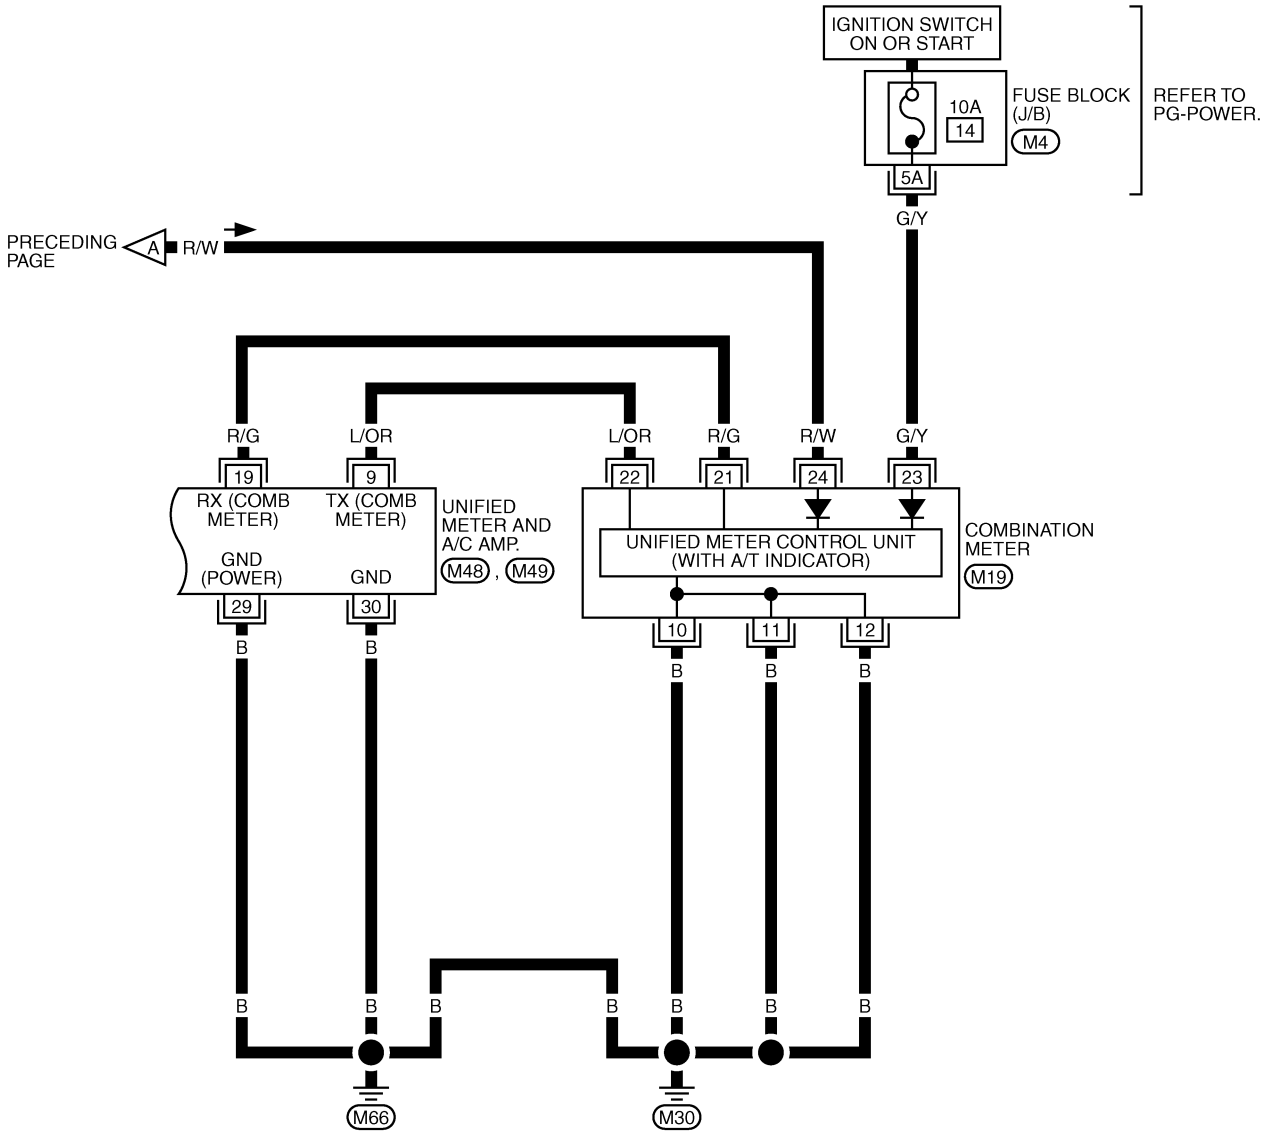 IGNITION SWITCH
ON OR START
10A
14
FUSE BLOCK
(J/B)
M4
REFER TO
PG-POWER.
5A
G/Y
PRECEDING
PAGE
A
R/W
R/G
L/OR
L/OR
R/G
R/W
G/Y
19
9
22
21
24
23
RX (COMB
METER)
TX (COMB
METER)
GND
(POWER)
GND
UNIFIED
METER AND
A/C AMP.
M48 , M49
UNIFIED METER CONTROL UNIT
(WITH A/T INDICATOR)
COMBINATION
METER
M19
29
30
10
11
12
B
B
B
B
B
B
B
B
B
B
B
B
M66
M30